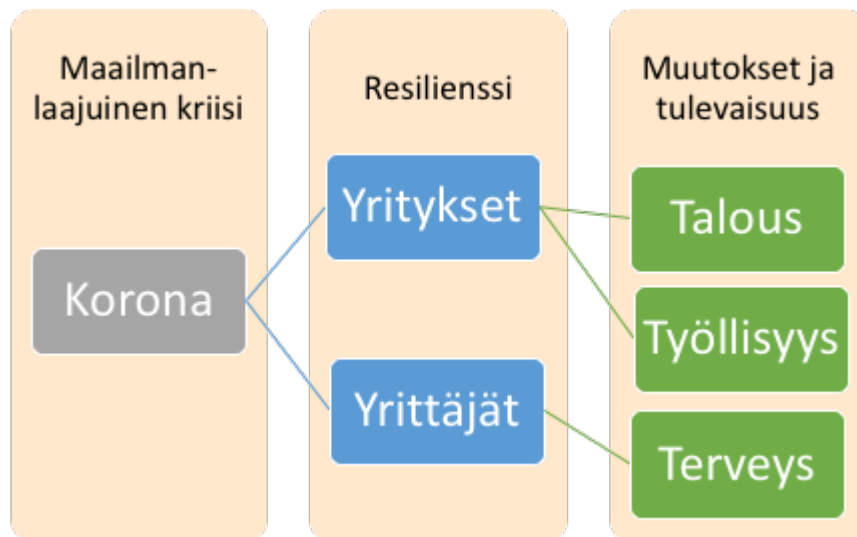 Maailman-
laajuinen kriisi
Korona
Resilienssi
Yritykset
Yrittäjät
Muutokset ja
tulevaisuus
Talous
Työllisyys
Terveys